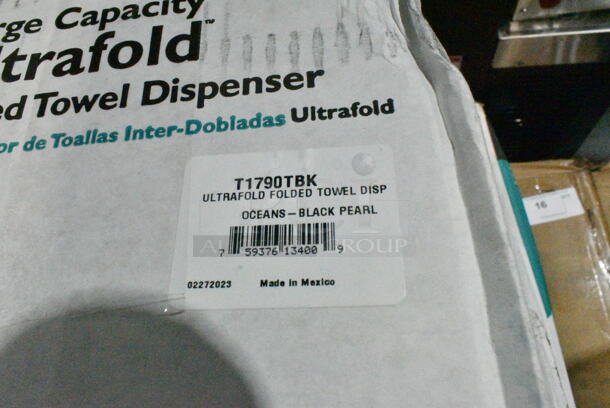 rge Capacity
trafold™
ed Towel Dispenser
or de Toallas Inter-Dobladas Ultrafold
T1790TBK
ULTRAFOLD FOLDED TOWEL DISP
OCEANS-BLACK PEARL
7 59376 13400 9
02272023 Made in Mexico
16